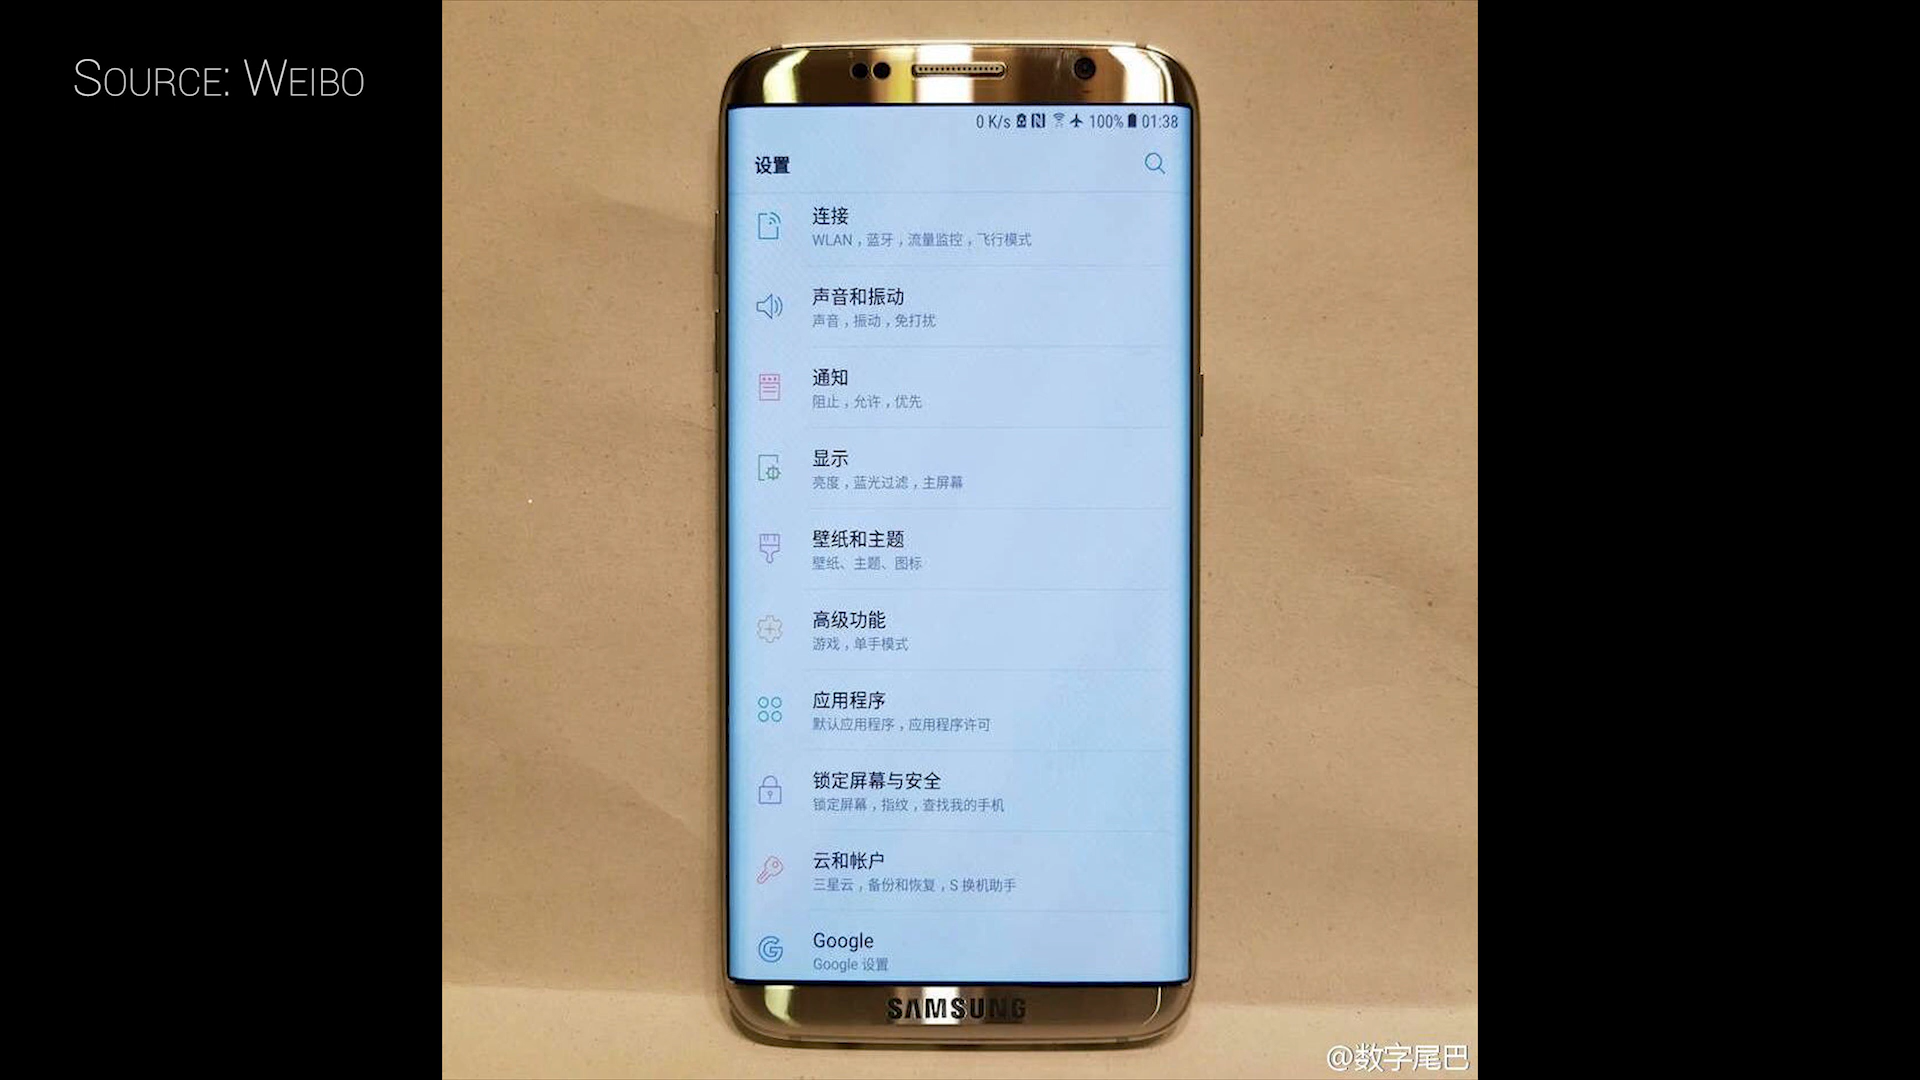 SOURCE: WEIBO
0 K/s 100% 01:38
设置
连接
WLAN，蓝牙，流量监控，飞行模式
声音和振动
声音，振动，免打扰
通知
阻止，允许，优先
显示
亮度，蓝光过滤，主屏幕
壁纸和主题
壁纸、主题、图标
高级功能
游戏，单手模式
应用程序
默认应用程序，应用程序许可
锁定屏幕与安全
锁定屏幕，指纹，查找我的手机
云和帐户
三星云，备份和恢复，S 换机助手
Google
Google 设置
SAMSUNG
@数字尾巴